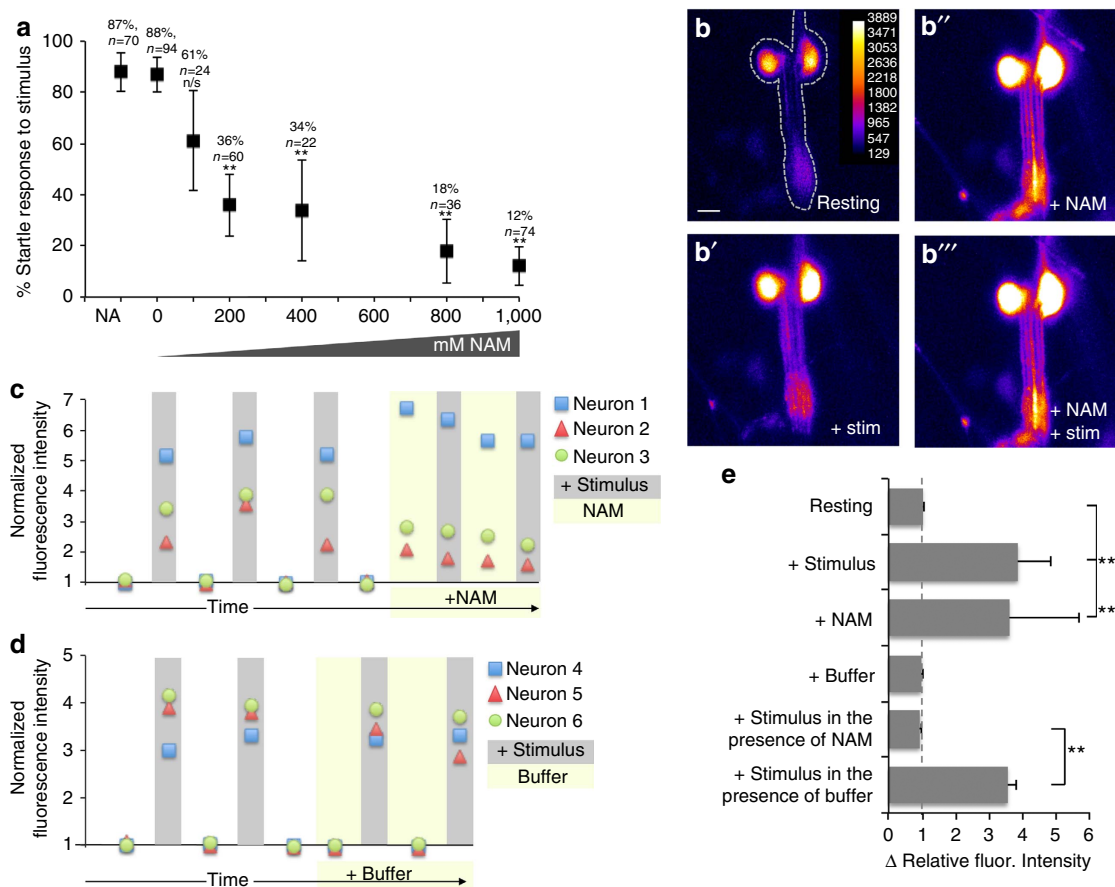 a
% Startle response to stimulus
100
80
60
40
20
0
87%,
n=70
88%,
n=94
61%
n=24
n/s
36%
n=60
**
34%
n=22
**
18%
n=36
**
12%
n=74
**
NA 0 200 400 600 800 1,000
mM NAM
b
3889
3471
3053
2636
2218
1800
1382
965
547
129
Resting
b′′
+ NAM
b′
+ stim
b′′′
+ NAM
+ stim
c
Normalized
fluorescence intensity
7
6
5
4
3
2
1
Time
+NAM
Neuron 1
Neuron 2
Neuron 3
+ Stimulus
NAM
d
Normalized
fluorescence intensity
5
4
3
2
1
Time
+ Buffer
Neuron 4
Neuron 5
Neuron 6
+ Stimulus
Buffer
e
Resting
+ Stimulus
+ NAM
+ Buffer
+ Stimulus in the
presence of NAM
+ Stimulus in the
presence of buffer
**
**
**
0 1 2 3 4 5 6
Δ Relative fluor. Intensity